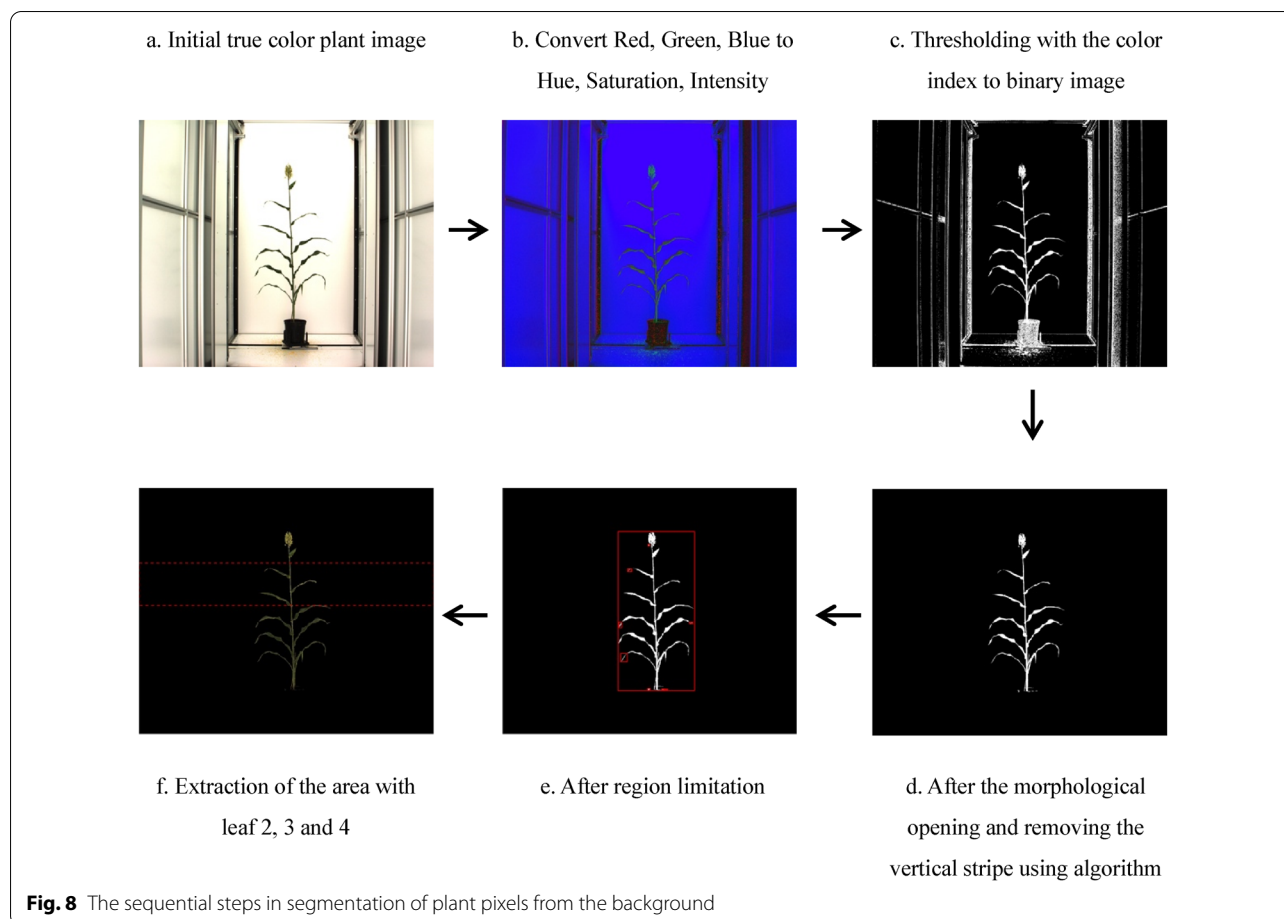 a. Initial true color plant image
b. Convert Red, Green, Blue to
Hue, Saturation, Intensity
c. Thresholding with the color
index to binary image
f. Extraction of the area with
leaf 2, 3 and 4
e. After region limitation
d. After the morphological
opening and removing the
vertical stripe using algorithm
Fig. 8 The sequential steps in segmentation of plant pixels from the background